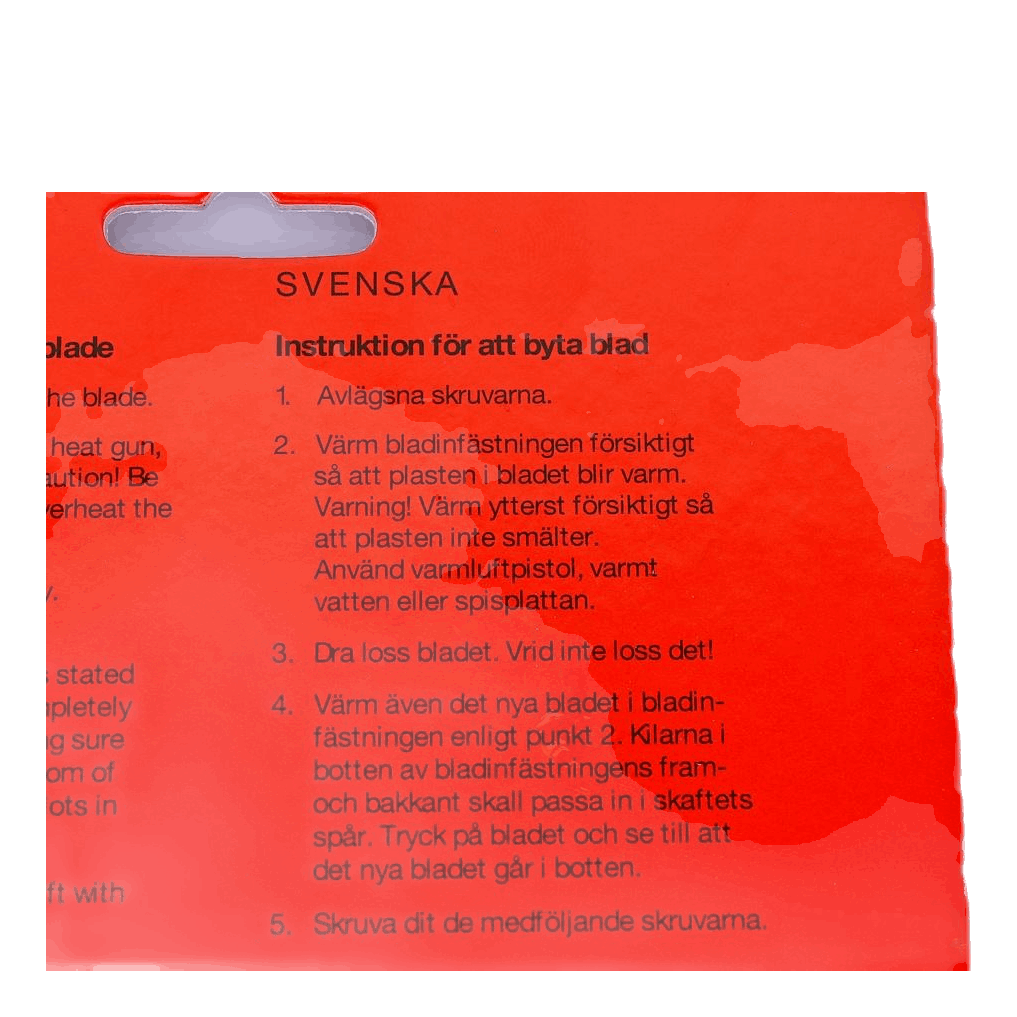 SVENSKA
blade
he blade.
heat gun,
aution! Be
verheat the
y.
s stated
mpletely
ng sure
om of
ots in
ft with
Instruktion för att byta blad
1. Avlägsna skruvarna.
2. Värm bladinfästningen försiktigt
så att plasten i bladet blir varm.
Varning! Värm ytterst försiktigt så
att plasten inte smälter.
Använd varmluftpistol, varmt
vatten eller spisplattan.
3. Dra loss bladet. Vrid inte loss det!
4. Värm även det nya bladet i bladin-
fästningen enligt punkt 2. Kilarna i
botten av bladinfästningens fram-
och bakkant skall passa in i skaftets
spår. Tryck på bladet och se till att
det nya bladet går i botten.
5. Skruva dit de medföljande skruvarna.